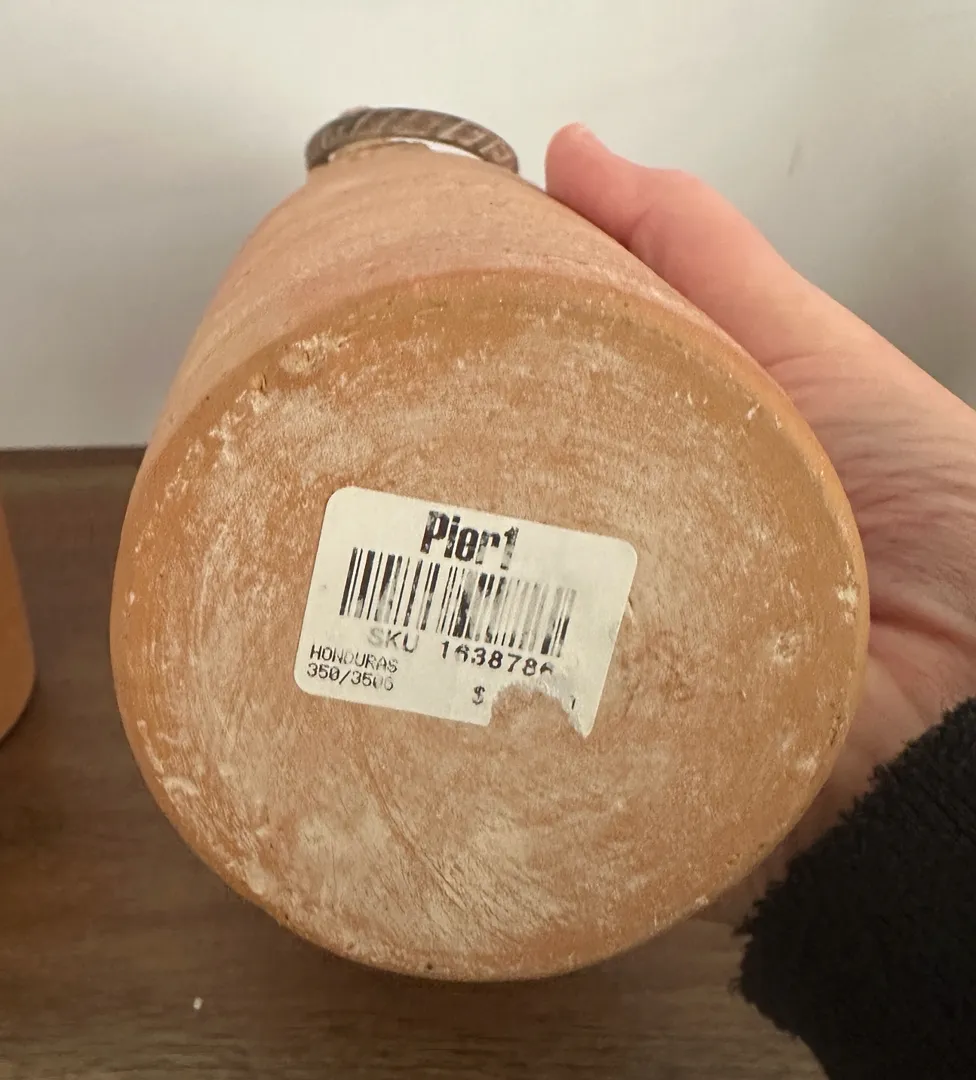 Pier1
SKU 1638786
HONDURAS
350/3506
$